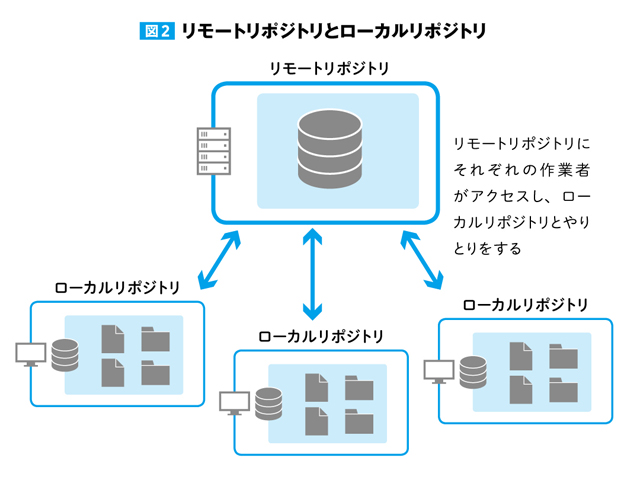 図2 リモートリポジトリとローカルリポジトリ
リモートリポジトリ
リモートリポジトリに
それぞれの作業者
がアクセスし、ロー
カルリポジトリとやり
とりをする
ローカルリポジトリ
ローカルリポジトリ
ローカルリポジトリ